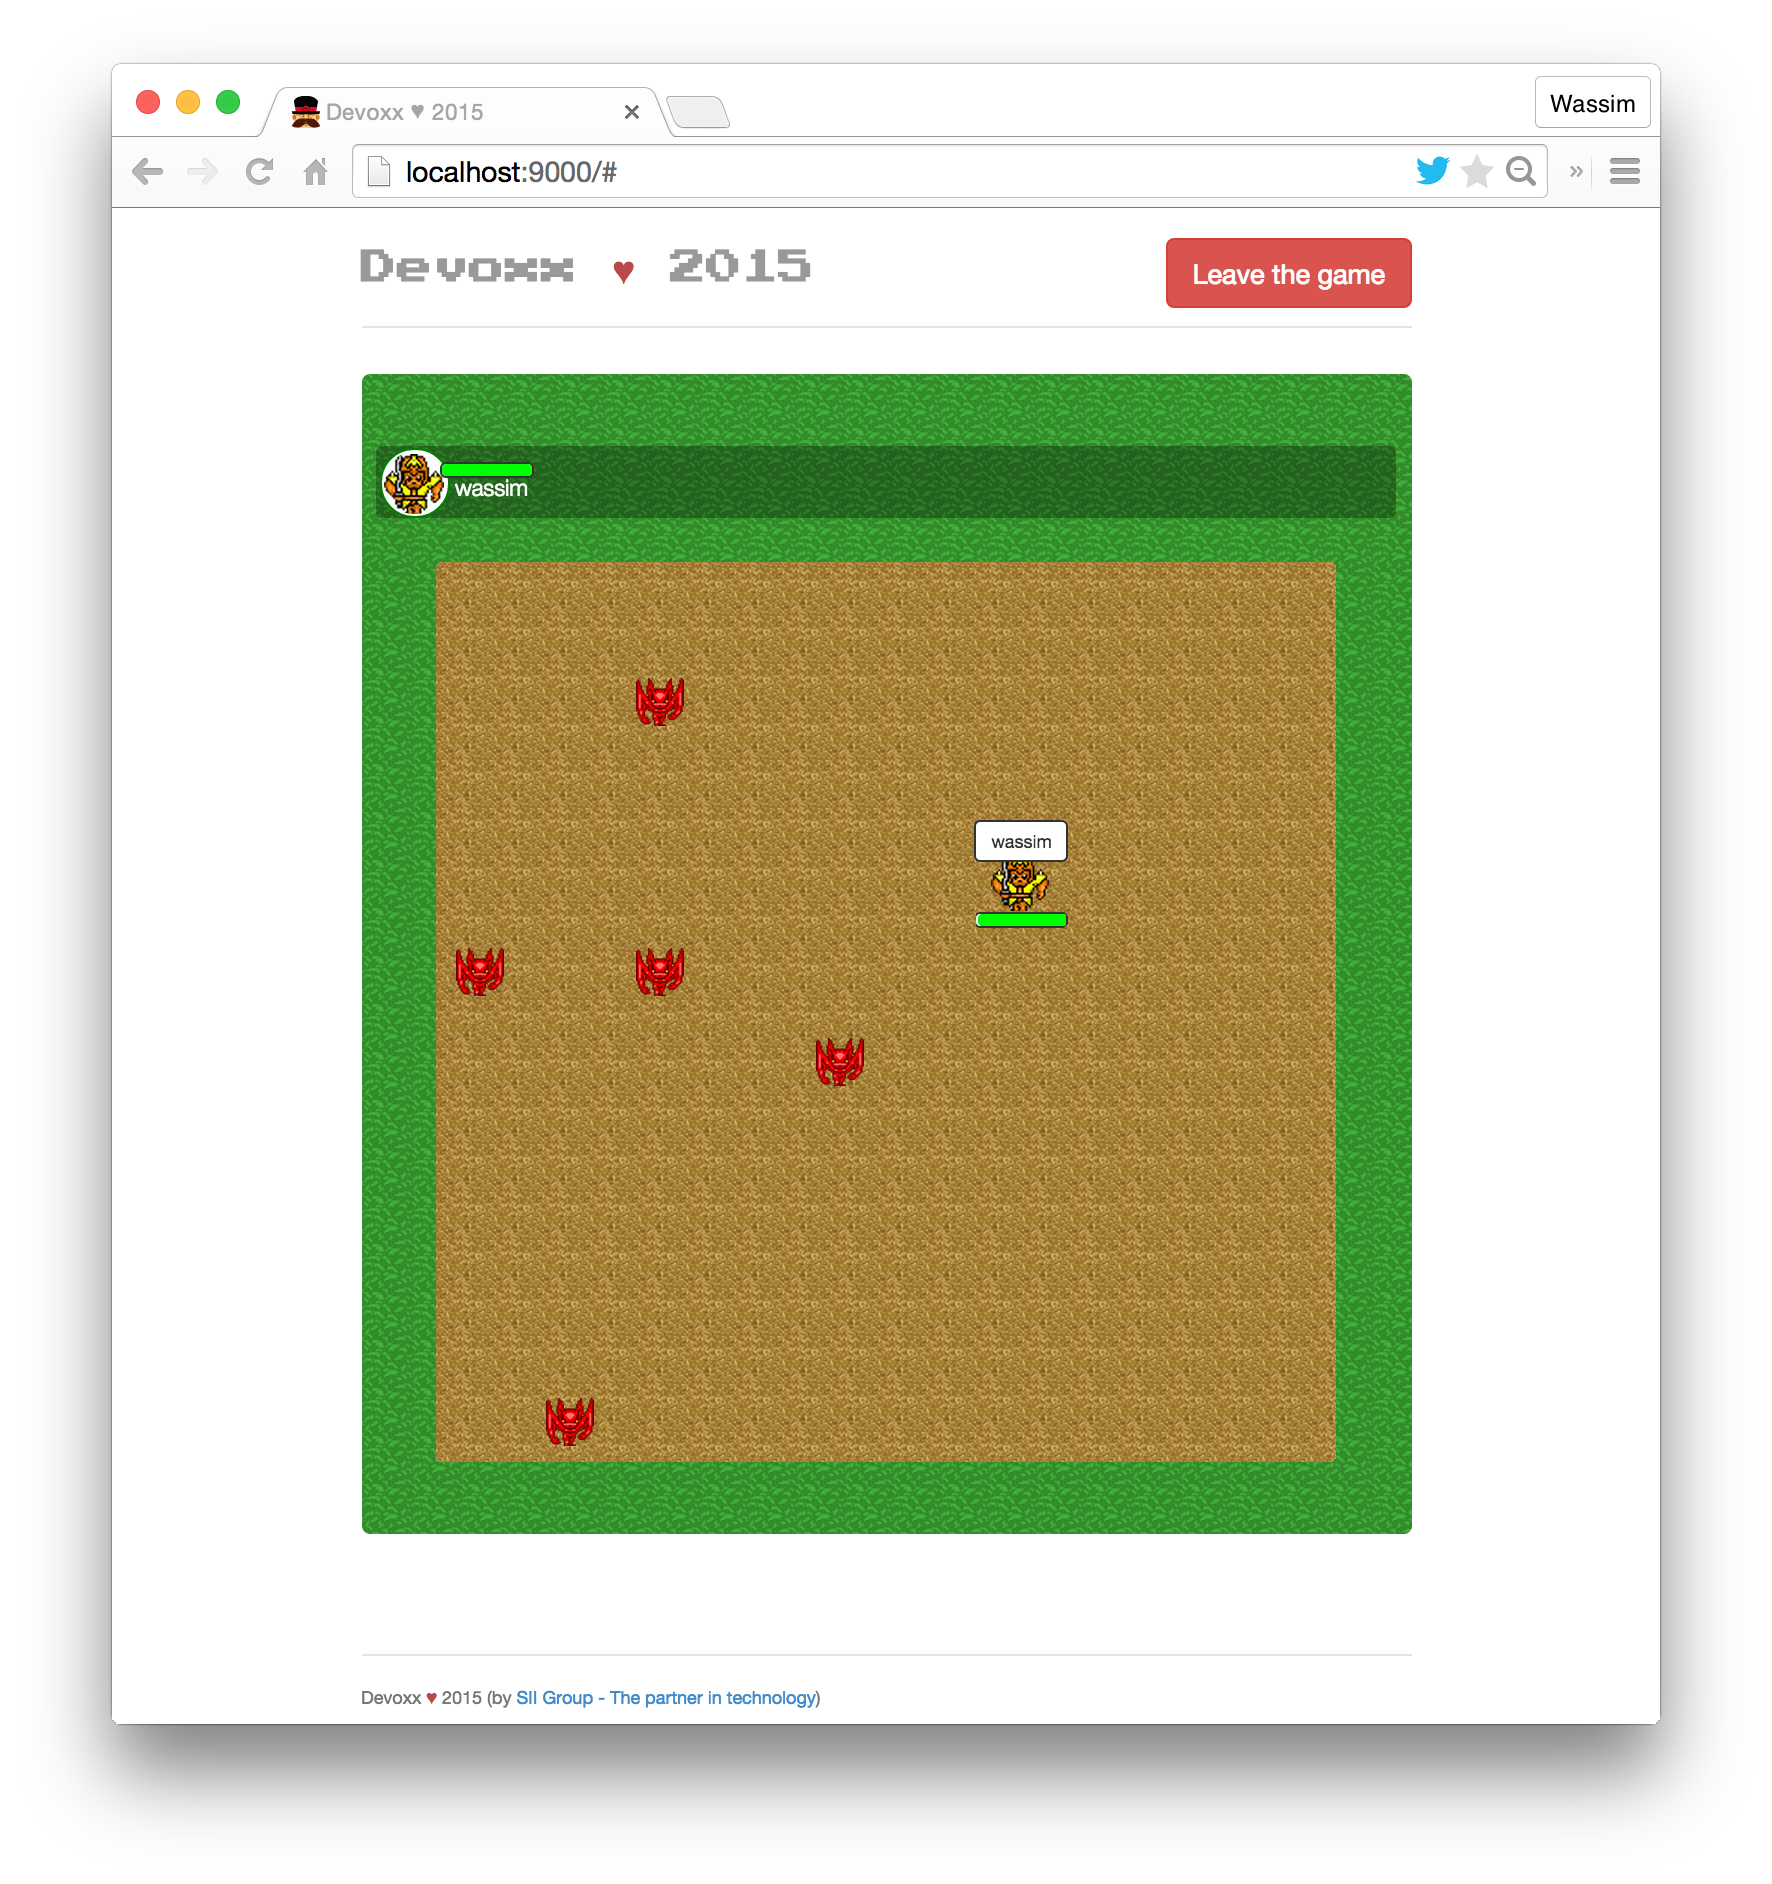 Devoxx ♥ 2015
Wassim
localhost:9000/#
Devoxx ♥ 2015
Leave the game
wassim
wassim
Devoxx ♥ 2015 (by SII Group - The partner in technology)